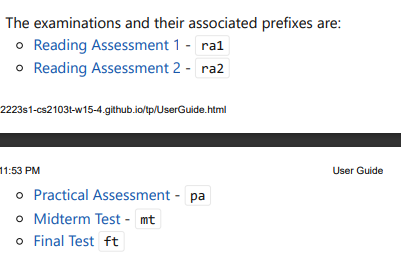 The examinations and their associated prefixes are:
Reading Assessment 1 - ra1
Reading Assessment 2 - ra2
2223s1-cs2103t-w15-4.github.io/tp/UserGuide.html
11:53 PM User Guide
Practical Assessment - pa
Midterm Test - mt
Final Test ft